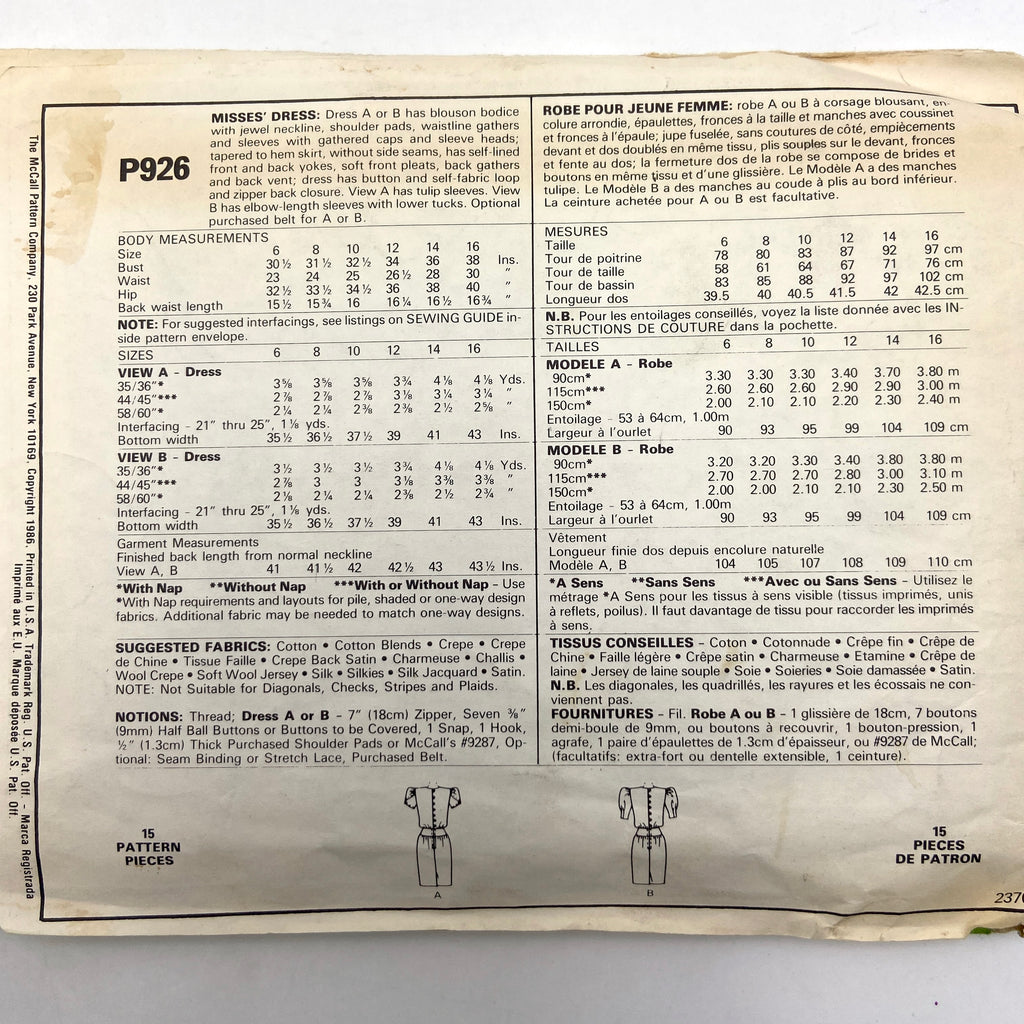 MISSES' DRESS: Dress A or B has blouson bodice
with jewel neckline, shoulder pads, waistline gathers
and sleeves with gathered caps and sleeve heads;
tapered to hem skirt, without side seams, has self-lined
front and back yokes, soft front pleats, back gathers
and back vent; dress has button and self-fabric loop
and zipper back closure. View A has tulip sleeves. View
B has elbow-length sleeves with lower tucks. Optional
purchased belt for A or B.
P926
BODY MEASUREMENTS
Size 6 8 10 12 14 16
Bust 30½ 31½ 32½ 34 36 38 Ins.
Waist 23 24 25 26½ 28 30 "
Hip 32½ 33½ 34½ 36 38 40 "
Back waist length 15½ 15¾ 16 16¼ 16½ 16¾ "
NOTE: For suggested interfacings, see listings on SEWING GUIDE in-
side pattern envelope.
SIZES 6 8 10 12 14 16
VIEW A - Dress
35/36"* 3⅝ 3⅝ 3⅝ 3¾ 4⅛ 4⅛ Yds.
44/45"*** 2⅞ 2⅞ 2⅞ 3⅛ 3¼ 3¼ "
58/60"* 2¼ 2¼ 2⅜ 2⅜ 2½ 2⅝ "
Interfacing - 21" thru 25", 1⅛ yds.
Bottom width 35½ 36½ 37½ 39 41 43 Ins.
VIEW B - Dress
35/36"* 3½ 3½ 3½ 3¾ 4⅛ 4⅛ Yds.
44/45"*** 2⅞ 3 3 3⅛ 3⅜ 3⅜ "
58/60"* 2⅛ 2¼ 2¼ 2⅜ 2½ 2¾ "
Interfacing - 21" thru 25", 1⅛ yds.
Bottom width 35½ 36½ 37½ 39 41 43 Ins.
Garment Measurements
Finished back length from normal neckline
View A, B 41 41½ 42 42½ 43 43½ Ins.
*With Nap **Without Nap ***With or Without Nap - Use
*With Nap requirements and layouts for pile, shaded or one-way design
fabrics. Additional fabric may be needed to match one-way designs.
SUGGESTED FABRICS: Cotton • Cotton Blends • Crepe • Crepe
de Chine • Tissue Faille • Crepe Back Satin • Charmeuse • Challis •
Wool Crepe • Soft Wool Jersey • Silk • Silkies • Silk Jacquard • Satin.
NOTE: Not Suitable for Diagonals, Checks, Stripes and Plaids.
NOTIONS: Thread; Dress A or B - 7" (18cm) Zipper, Seven ⅜"
(9mm) Half Ball Buttons or Buttons to be Covered, 1 Snap, 1 Hook,
½" (1.3cm) Thick Purchased Shoulder Pads or McCall's #9287, Op-
tional: Seam Binding or Stretch Lace, Purchased Belt.
15
PATTERN
PIECES
A
ROBE POUR JEUNE FEMME: robe A ou B à corsage blousant, en-
colure arrondie, épaulettes, fronces à la taille et manches avec coussinet
et fronces à l'épaule; jupe fuselée, sans coutures de côté, empiècements
devant et dos doublés en même tissu, plis souples sur le devant, fronces
et fente au dos; la fermeture dos de la robe se compose de brides et
boutons en même tissu et d'une glissière. Le Modèle A a des manches
tulipe. Le Modèle B a des manches au coude à plis au bord inférieur.
La ceinture achetée pour A ou B est facultative.
MESURES
Taille 6 8 10 12 14 16
Tour de poitrine 78 80 83 87 92 97 cm
Tour de taille 58 61 64 67 71 76 cm
Tour de bassin 83 85 88 92 97 102 cm
Longueur dos 39.5 40 40.5 41.5 42 42.5 cm
N.B. Pour les entoilages conseillés, voyez la liste donnée avec les IN-
STRUCTIONS DE COUTURE dans la pochette.
TAILLES 6 8 10 12 14 16
MODELE A - Robe
90cm* 3.30 3.30 3.30 3.40 3.70 3.80 m
115cm*** 2.60 2.60 2.60 2.90 2.90 3.00 m
150cm* 2.00 2.10 2.10 2.20 2.30 2.40 m
Entoilage - 53 à 64cm, 1.00m
Largeur à l'ourlet 90 93 95 99 104 109 cm
MODELE B - Robe
90cm* 3.20 3.20 3.30 3.40 3.80 3.80 m
115cm*** 2.70 2.70 2.70 2.80 3.00 3.10 m
150cm* 2.00 2.00 2.10 2.10 2.30 2.50 m
Entoilage - 53 à 64cm, 1.00m
Largeur à l'ourlet 90 93 95 99 104 109 cm
Vêtement
Longueur finie dos depuis encolure naturelle
Modèle A, B 104 105 107 108 109 110 cm
*A Sens **Sans Sens ***Avec ou Sans Sens - Utilisez le
métrage *A Sens pour les tissus à sens visible (tissus imprimés, unis
à reflets, poilus). Il faut davantage de tissu pour raccorder les imprimés
à sens.
TISSUS CONSEILLES - Coton • Cotonnude • Crêpe fin • Crêpe de
Chine • Faille légère • Crêpe satin • Charmeuse • Etamine • Crêpe de
laine • Jersey de laine souple • Soie • Soieries • Soie damassée • Satin.
N.B. Les diagonales, les quadrillés, les rayures et les écossais ne con-
viennent pas.
FOURNITURES - Fil. Robe A ou B - 1 glissière de 18cm, 7 boutons
demi-boule de 9mm, ou boutons à recouvrir, 1 bouton-pression, 1
agrafe, 1 paire d'épaulettes de 1.3cm d'épaisseur, ou #9287 de McCall;
(facultatifs: extra-fort ou dentelle extensible, 1 ceinture).
B
15
PIECES
DE PATRON
The McCall Pattern Company, 230 Park Avenue, New York 10169, Copyright 1986, Printed in U.S.A. Trademark Reg. U.S. Pat. Off. - Marca Registrada
Imprimé aux E.U. Marque déposée U.S. Pat. Off.